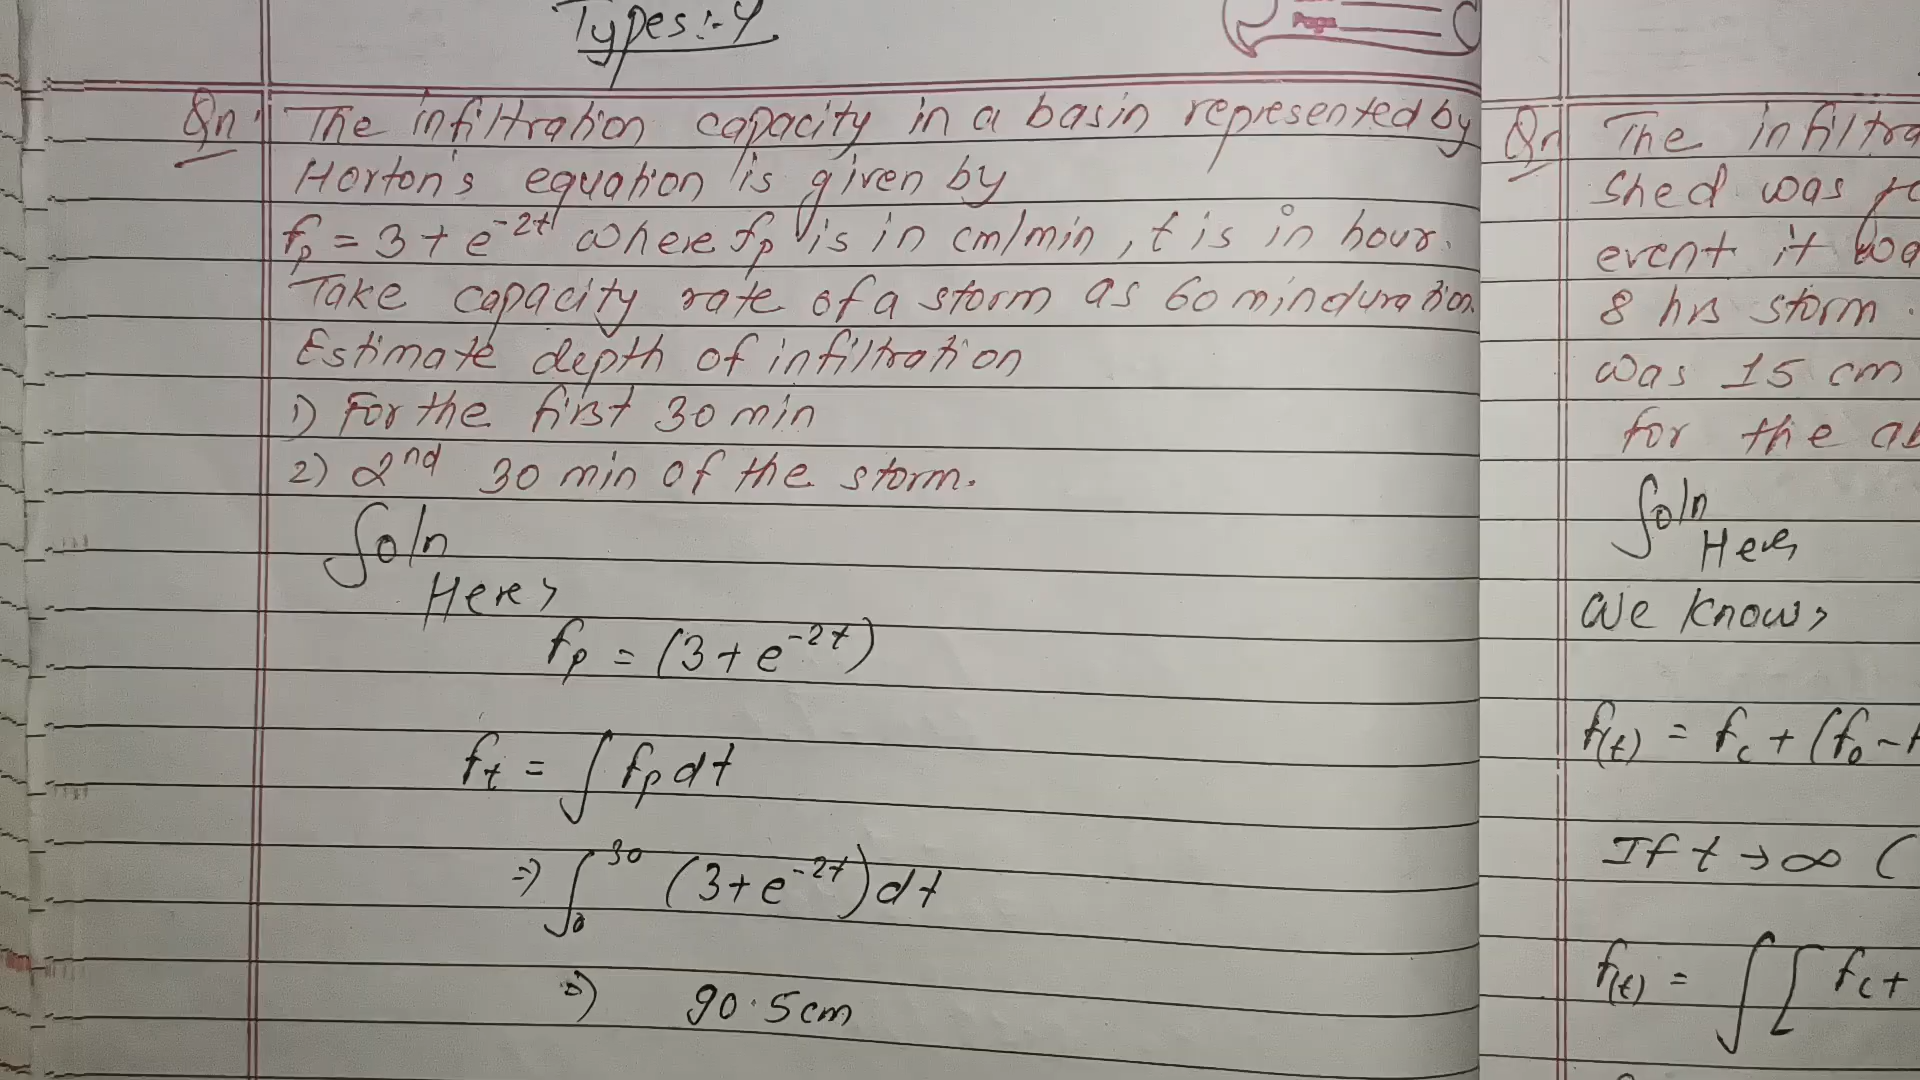 Types:- 4
Page
Qn: The infiltration capacity in a basin represented by
Horton's equation is given by
fp = 3 + e^-2t where fp is in cm/min, t is in hour.
Take capacity rate of a storm as 60 min duration.
Estimate depth of infiltration
1) For the first 30 min
2) 2nd 30 min of the storm.
Soln
Here,
fp = (3 + e^-2t)
ft = ∫ fp dt
⇒ ∫_0^30 (3 + e^-2t) dt
⇒ 90.5 cm
Qn The infiltra
shed was
event it
8 hrs storm.
was 15 cm
for the
Soln
Here
We know,
f(t) = fc + (fo -
If t → ∞ (
f(t) = ∫ [ fc +